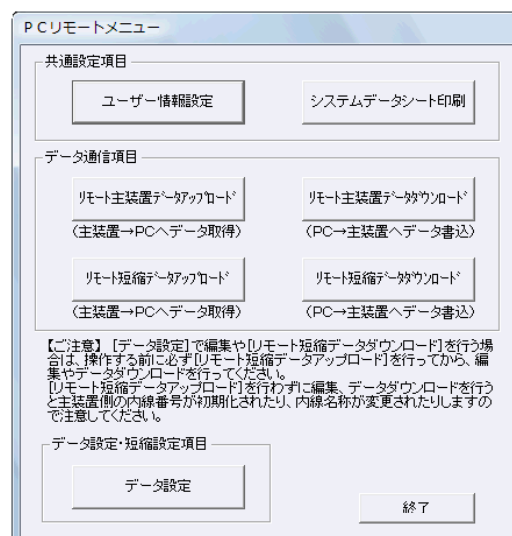 PCリモートメニュー
共通設定項目
ユーザー情報設定
システムデータシート印刷
データ通信項目
ﾘﾓｰﾄ主装置ﾃﾞｰﾀｱｯﾌﾟﾛｰﾄﾞ
ﾘﾓｰﾄ主装置ﾃﾞｰﾀﾀﾞｳﾝﾛｰﾄﾞ
(主装置→PCへデータ取得)
(PC→主装置へデータ書込)
ﾘﾓｰﾄ短縮ﾃﾞｰﾀｱｯﾌﾟﾛｰﾄﾞ
ﾘﾓｰﾄ短縮ﾃﾞｰﾀﾀﾞｳﾝﾛｰﾄﾞ
(主装置→PCへデータ取得)
(PC→主装置へデータ書込)
【ご注意】 [データ設定]で編集や[リモート短縮データダウンロード]を行う場
合は、操作する前に必ず[リモート短縮データアップロード]を行ってから、編
集やデータダウンロードを行ってください。
[リモート短縮データアップロード]を行わずに編集、データダウンロードを行う
と主装置側の内線番号が初期化されたり、内線名称が変更されたりしますの
で注意してください。
データ設定・短縮設定項目
データ設定
終了